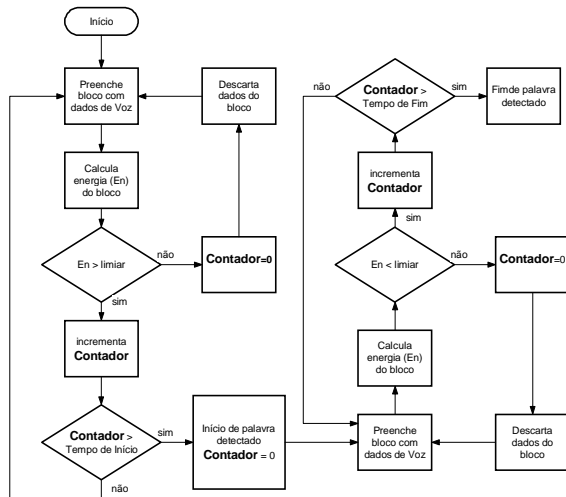 Início
Preenche
bloco com
dados de Voz
Descarta
dados do
bloco
Calcula
energia (En)
do bloco
En > limiar
não
Contador=0
sim
incrementa
Contador
Contador >
Tempo de Início
sim
não
Início de palavra
detectado
Contador = 0
não
Contador >
Tempo de Fim
sim
Fimde palavra
detectado
incrementa
Contador
sim
En < limiar
não
Contador=0
Calcula
energia (En)
do bloco
Preenche
bloco com
dados de Voz
Descarta
dados do
bloco